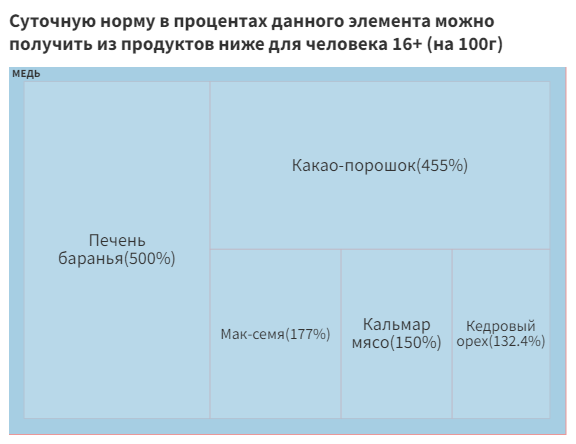 Суточную норму в процентах данного элемента можно
получить из продуктов ниже для человека 16+ (на 100г)
МЕДЬ
Какао-порошок(455%)
Печень
баранья(500%)
Мак-семя(177%)
Кальмар
мясо(150%)
Кедровый
орех(132.4%)